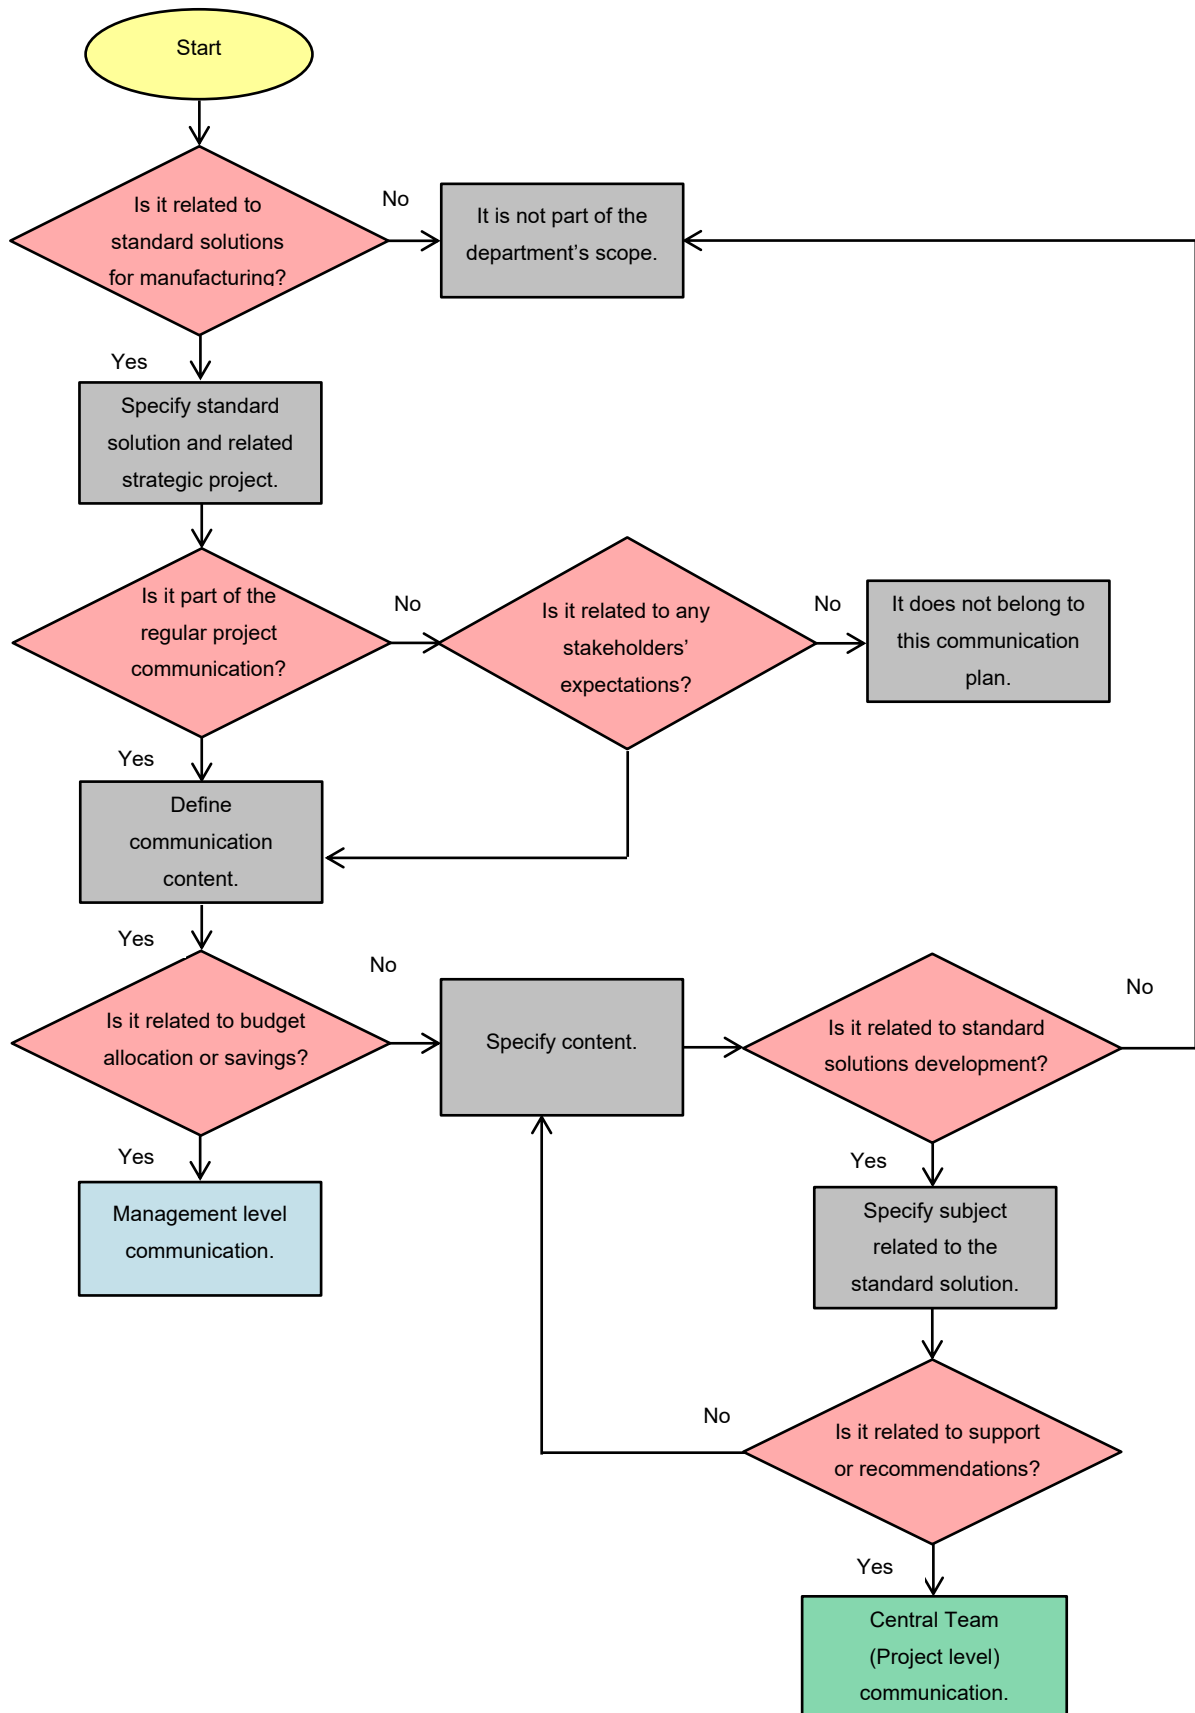 Start
Is it related to
standard solutions
for manufacturing?
No
It is not part of the
department's scope.
Yes
Specify standard
solution and related
strategic project.
Is it part of the
regular project
communication?
No
Is it related to any
stakeholders'
expectations?
No
It does not belong to
this communication
plan.
Yes
Define
communication
content.
Yes
Is it related to budget
allocation or savings?
No
Specify content.
Is it related to standard
solutions development?
No
Yes
Management level
communication.
Yes
Specify subject
related to the
standard solution.
No
Is it related to support
or recommendations?
Yes
Central Team
(Project level)
communication.